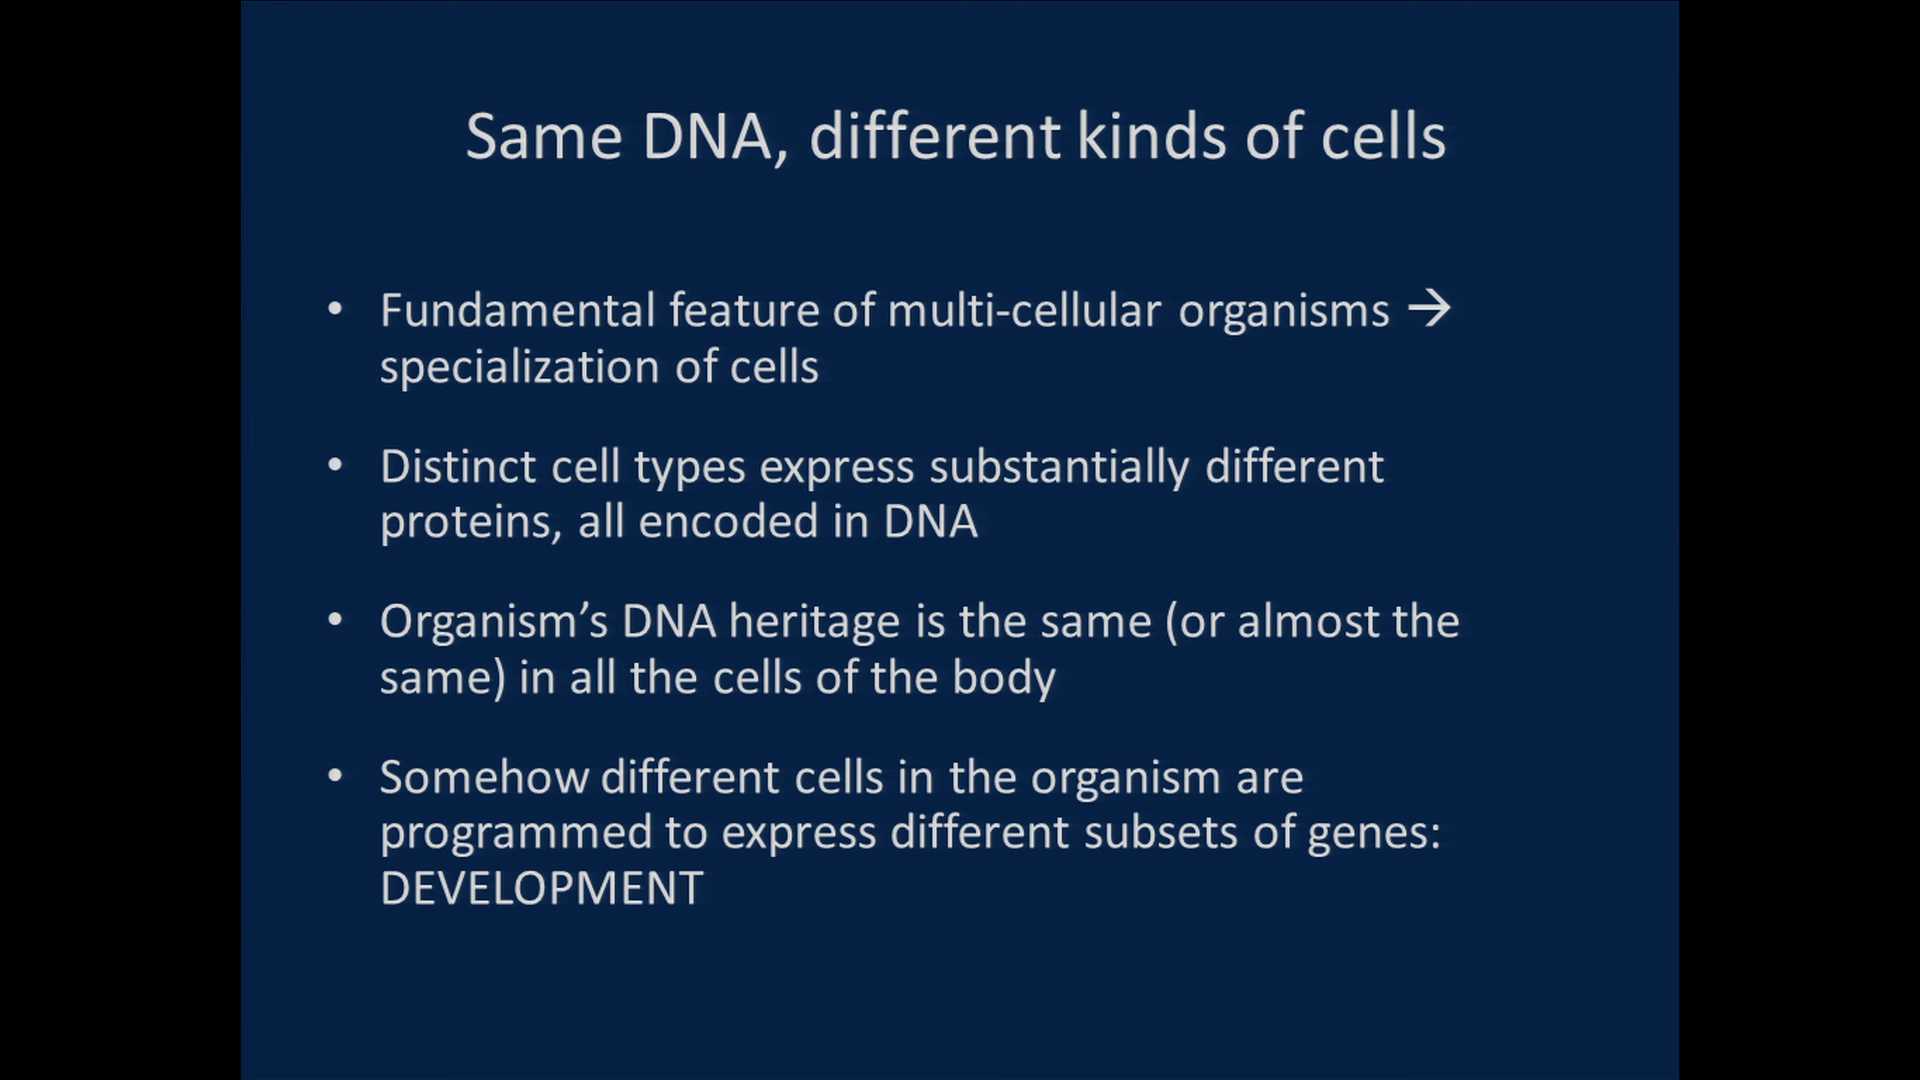 Same DNA, different kinds of cells
• Fundamental feature of multi-cellular organisms →
specialization of cells
• Distinct cell types express substantially different
proteins, all encoded in DNA
• Organism’s DNA heritage is the same (or almost the
same) in all the cells of the body
• Somehow different cells in the organism are
programmed to express different subsets of genes:
DEVELOPMENT